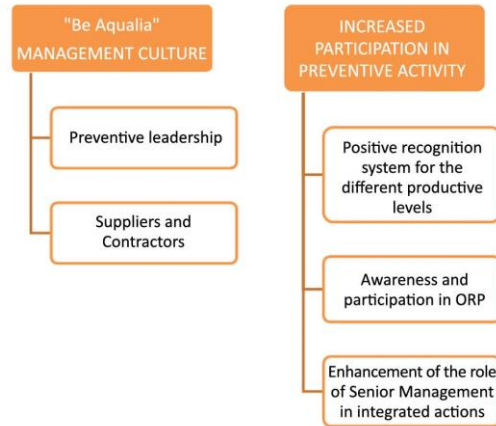 "Be Aqualia"
MANAGEMENT CULTURE
Preventive leadership
Suppliers and
Contractors
INCREASED
PARTICIPATION IN
PREVENTIVE ACTIVITY
Positive recognition
system for the
different productive
levels
Awareness and
participation in ORP
Enhancement of the role
of Senior Management
in integrated actions